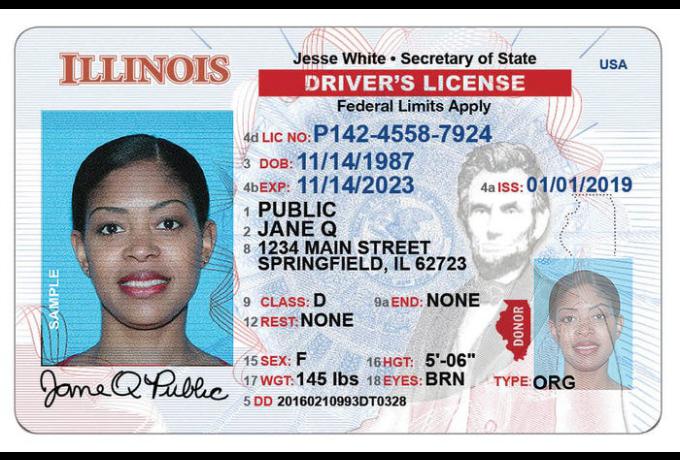 ILLINOIS
Jesse White • Secretary of State
USA
DRIVER'S LICENSE
Federal Limits Apply
4d LIC NO: P142-4558-7924
3 DOB: 11/14/1987
4b EXP: 11/14/2023 4a ISS: 01/01/2019
1 PUBLIC
2 JANE Q
8 1234 MAIN STREET
SPRINGFIELD, IL 62723
9 CLASS: D 9a END: NONE
12 REST: NONE
DONOR
15 SEX: F 16 HGT: 5'-06"
17 WGT: 145 lbs 18 EYES: BRN TYPE: ORG
5 DD 20160210993DT0328
SAMPLE
Jane Q Public